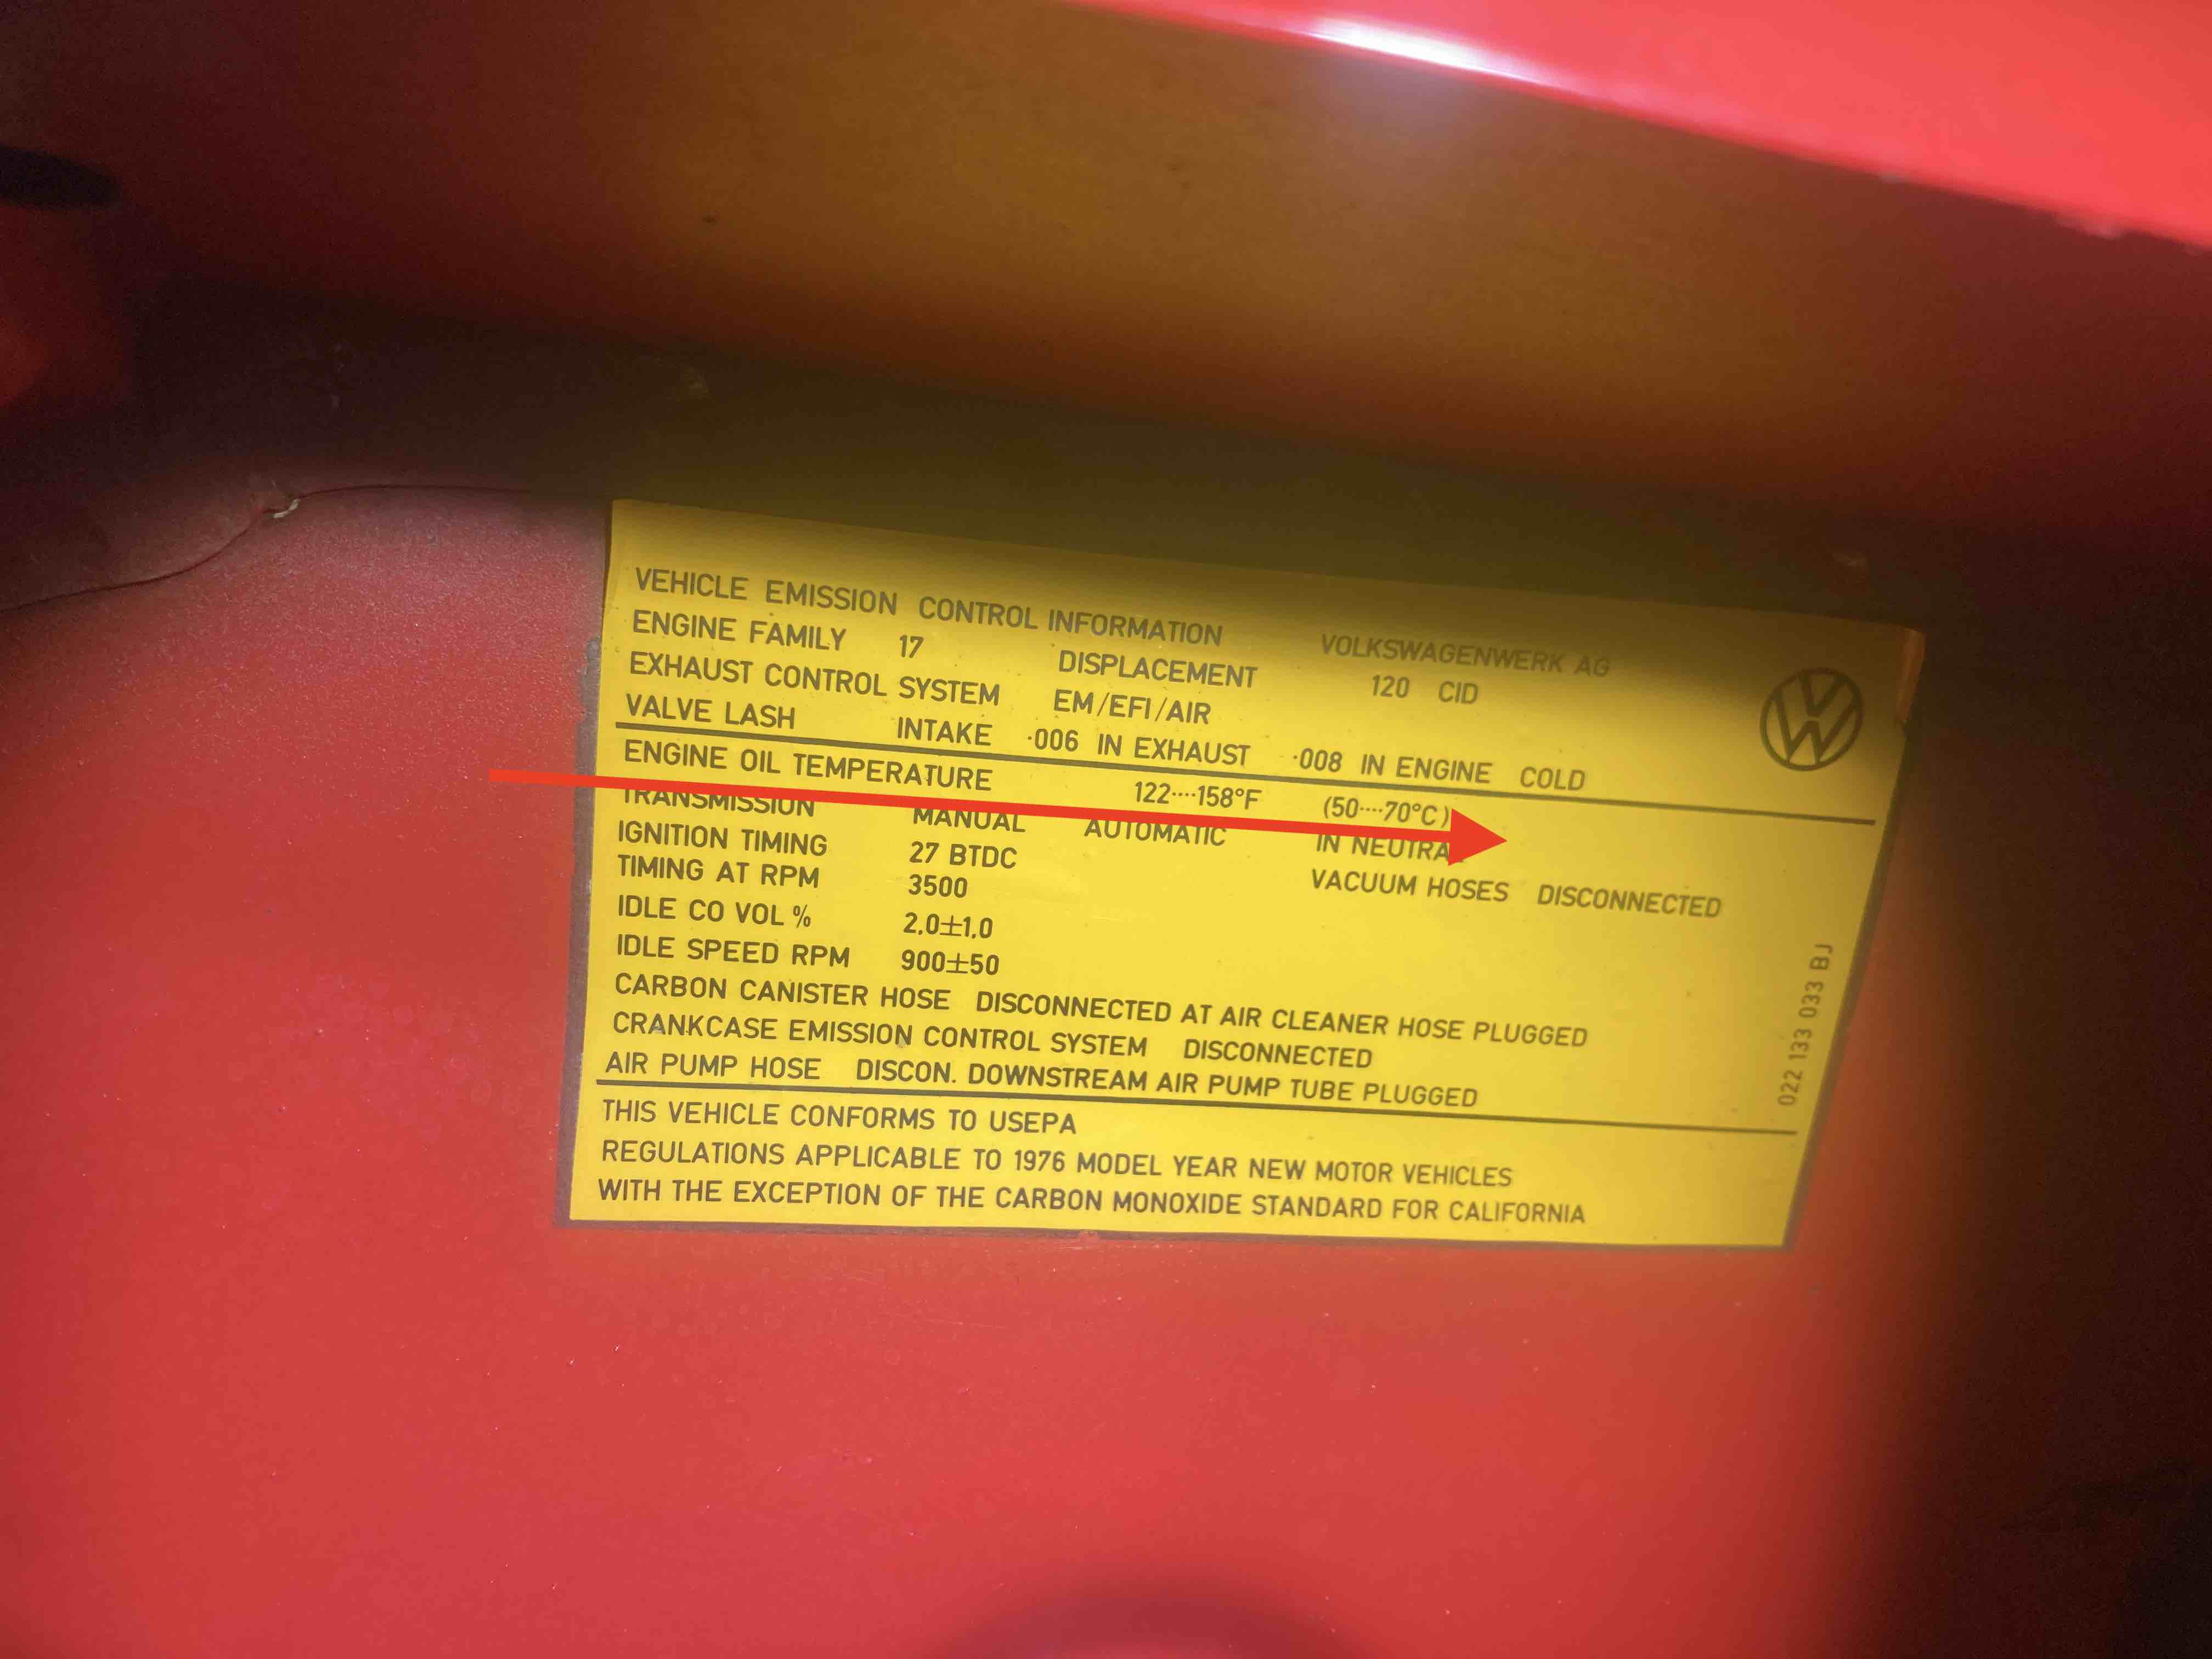 VEHICLE EMISSION CONTROL INFORMATION VOLKSWAGENWERK AG
ENGINE FAMILY 17 DISPLACEMENT 120 CID
EXHAUST CONTROL SYSTEM EM/EFI/AIR
VALVE LASH INTAKE .006 IN EXHAUST .008 IN ENGINE COLD
ENGINE OIL TEMPERATURE 122....158°F (50....70°C)
TRANSMISSION MANUAL AUTOMATIC IN NEUTRAL
IGNITION TIMING 27 BTDC VACUUM HOSES DISCONNECTED
TIMING AT RPM 3500
IDLE CO VOL % 2.0±1.0
IDLE SPEED RPM 900±50
CARBON CANISTER HOSE DISCONNECTED AT AIR CLEANER HOSE PLUGGED
CRANKCASE EMISSION CONTROL SYSTEM DISCONNECTED
AIR PUMP HOSE DISCON. DOWNSTREAM AIR PUMP TUBE PLUGGED
THIS VEHICLE CONFORMS TO USEPA
REGULATIONS APPLICABLE TO 1976 MODEL YEAR NEW MOTOR VEHICLES
WITH THE EXCEPTION OF THE CARBON MONOXIDE STANDARD FOR CALIFORNIA
022 133 033 BJ